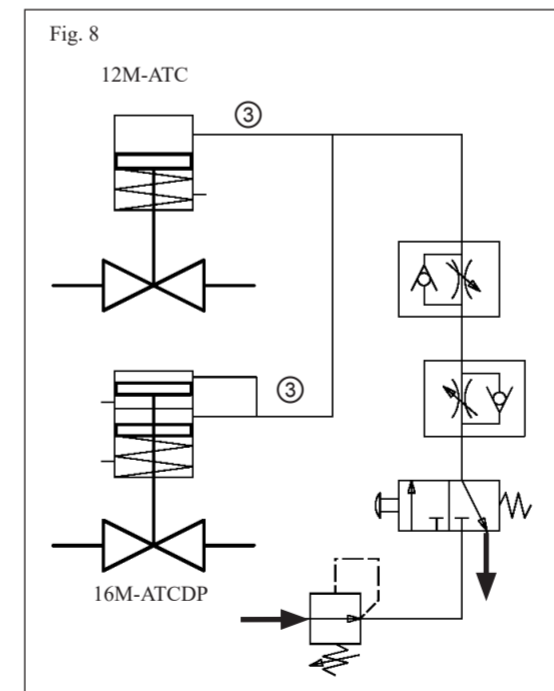 Fig. 8
12M-ATC
③
③
16M-ATCDP